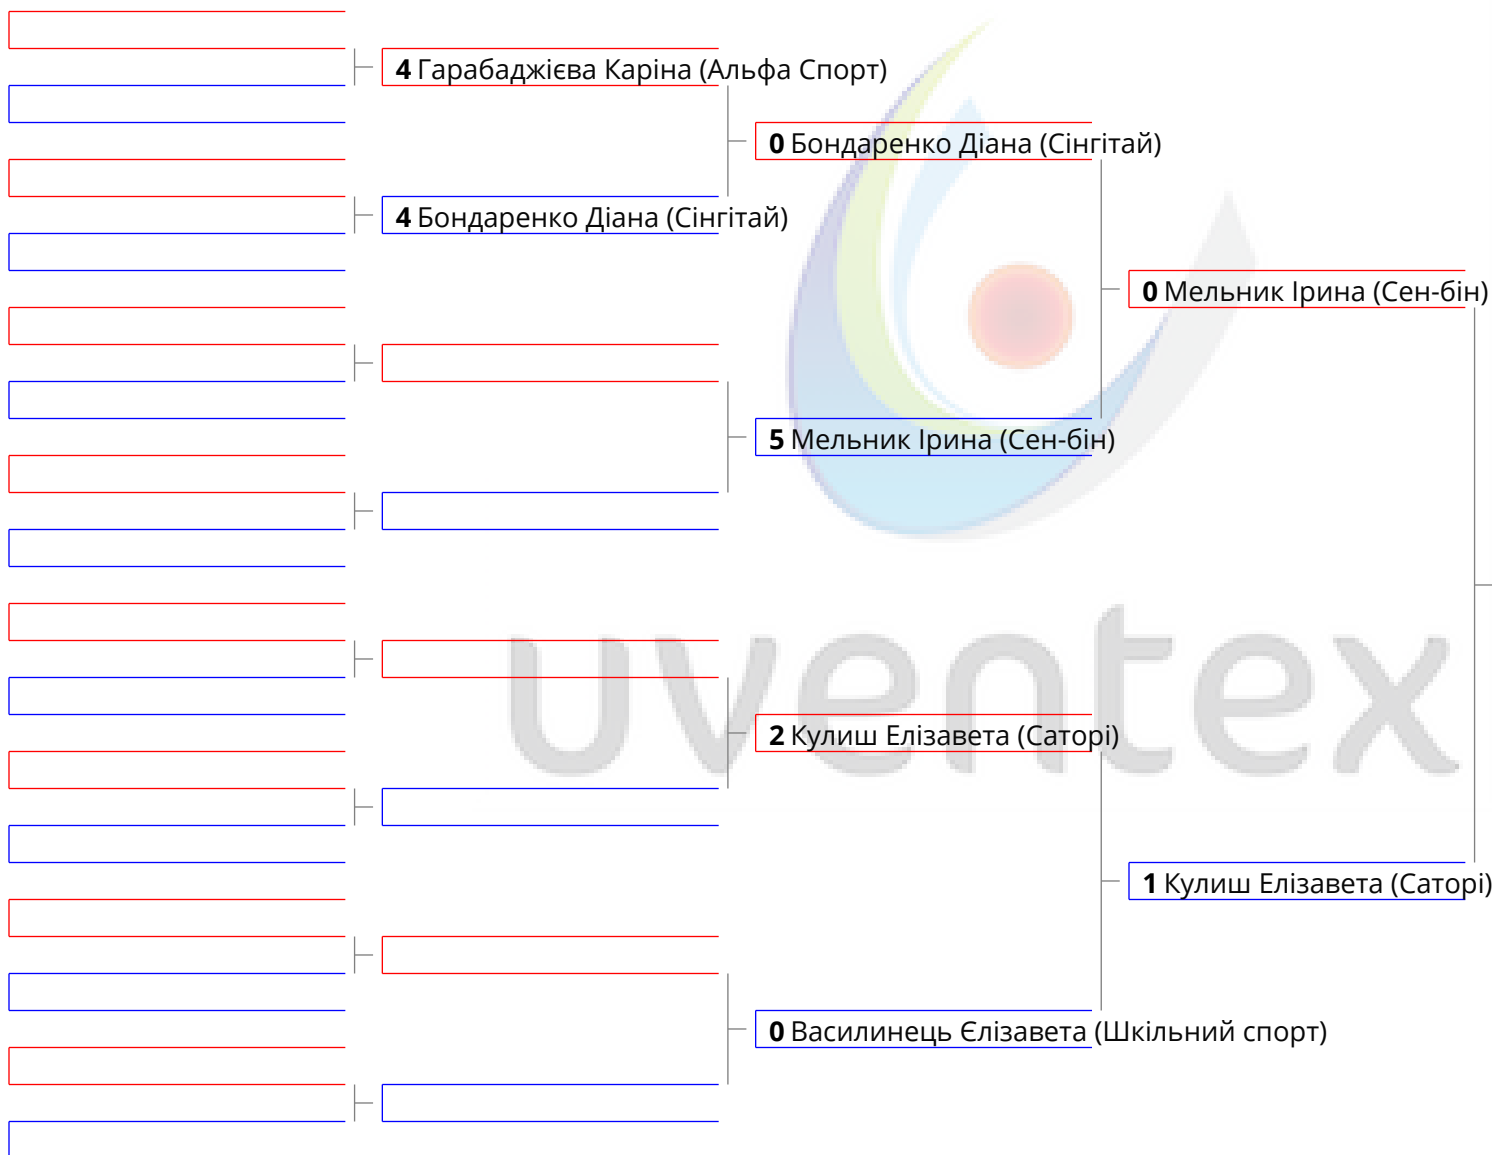 4 Гарабаджієва Каріна (Альфа Спорт)
0 Бондаренко Діана (Сінгітай)
4 Бондаренко Діана (Сінгітай)
0 Мельник Ірина (Сен-бін)
5 Мельник Ірина (Сен-бін)
uventex
2 Кулиш Елізавета (Саторі)
1 Кулиш Елізавета (Саторі)
0 Василинець Єлізавета (Шкільний спорт)